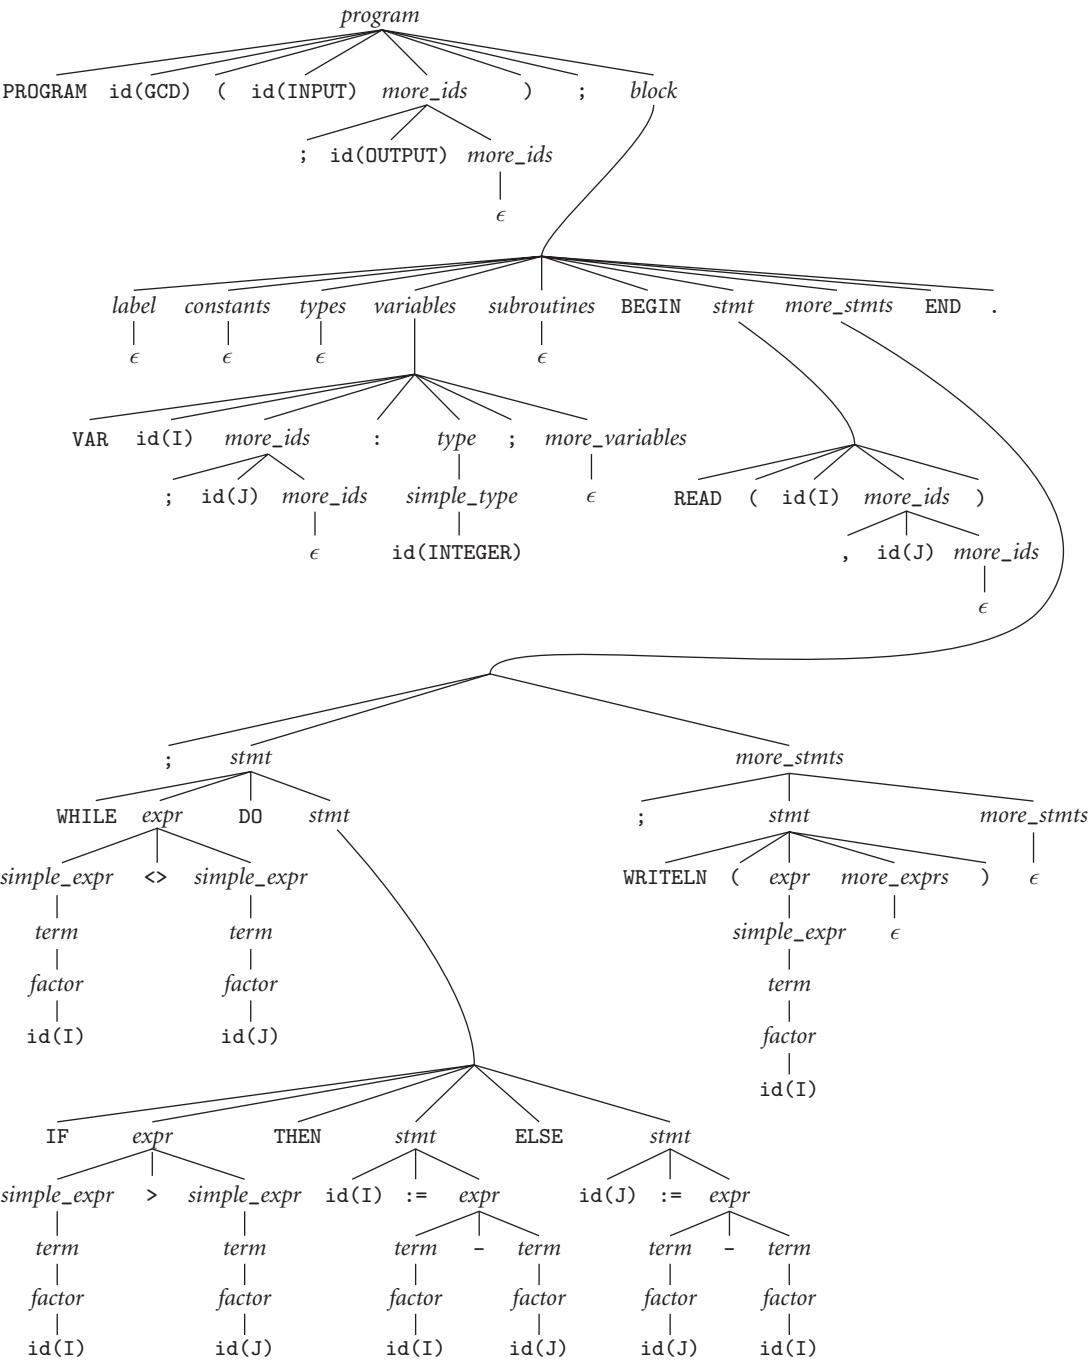 program
PROGRAM id(GCD) ( id(INPUT) more_ids ) ; block
; id(OUTPUT) more_ids
ϵ
label constants types variables subroutines BEGIN stmt more_stmts END .
ϵ ϵ ϵ ϵ
VAR id(I) more_ids : type ; more_variables
; id(J) more_ids simple_type ϵ READ ( id(I) more_ids )
ϵ id(INTEGER) , id(J) more_ids
ϵ
; stmt more_stmts
WHILE expr DO stmt ; stmt more_stmts
simple_expr <> simple_expr WRITELN ( expr more_exprs ) ϵ
term term simple_expr ϵ
factor factor term
id(I) id(J) factor
id(I)
IF expr THEN stmt ELSE stmt
simple_expr > simple_expr id(I) := expr id(J) := expr
term term term - term term - term
factor factor factor factor factor factor
id(I) id(J) id(I) id(J) id(J) id(I)